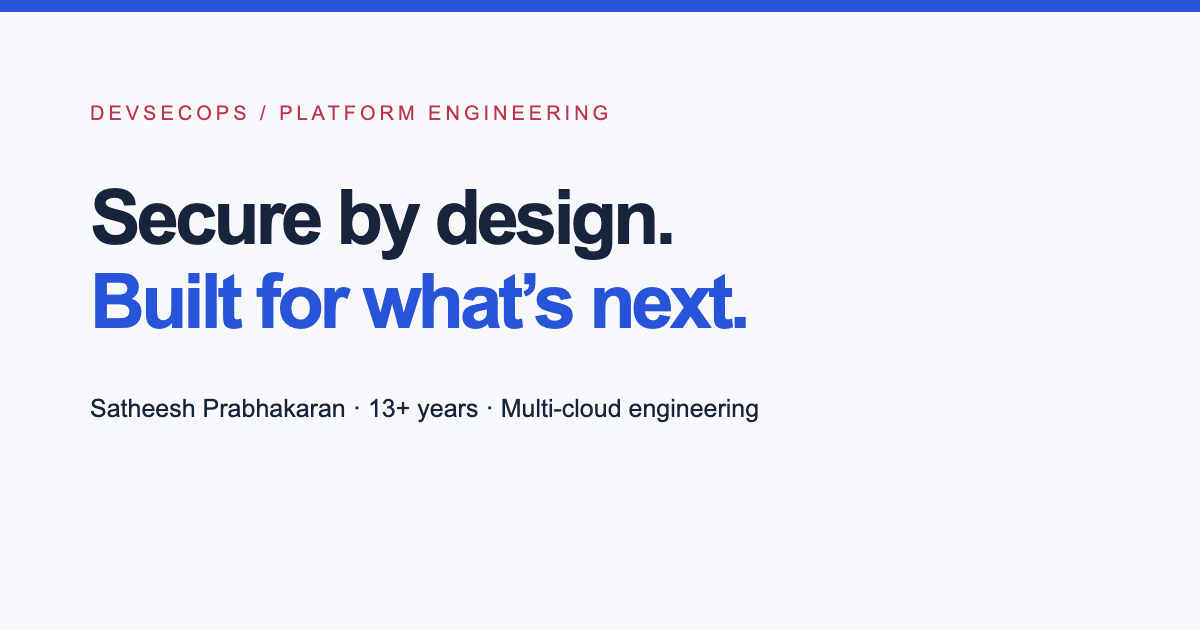 DEVSECOPS / PLATFORM ENGINEERING
Secure by design.
Built for what’s next.
Satheesh Prabhakaran · 13+ years · Multi-cloud engineering